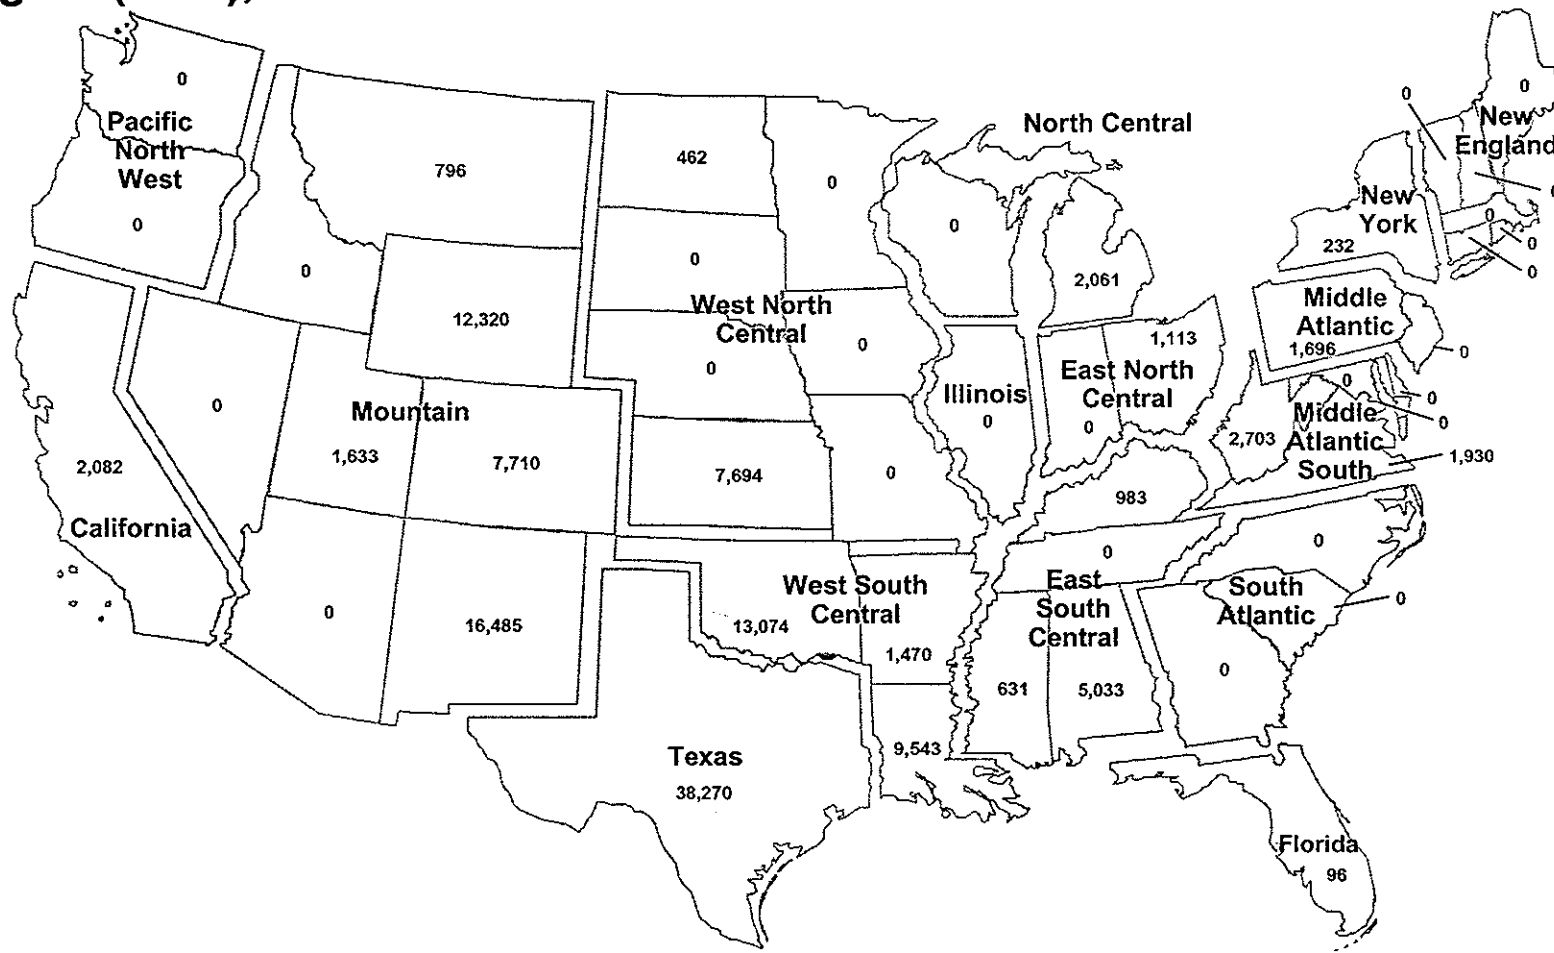 0
Pacific
North
West
0
796
0
12,320
462
0
West North
Central
0
0
0
North Central
0
2,061
0
0
New
England
0
New
York
232
0
0
0
Middle
Atlantic
1,696
0
1,113
East North
Central
0
Illinois
0
0
0
0
Middle
Atlantic
South
2,703
1,930
2,082
California
0
Mountain
1,633
7,710
7,694
0
983
0
East
South
Central
0
South
Atlantic
0
0
0
16,485
West South
Central
13,074
1,470
631
5,033
9,543
Texas
38,270
Florida
96